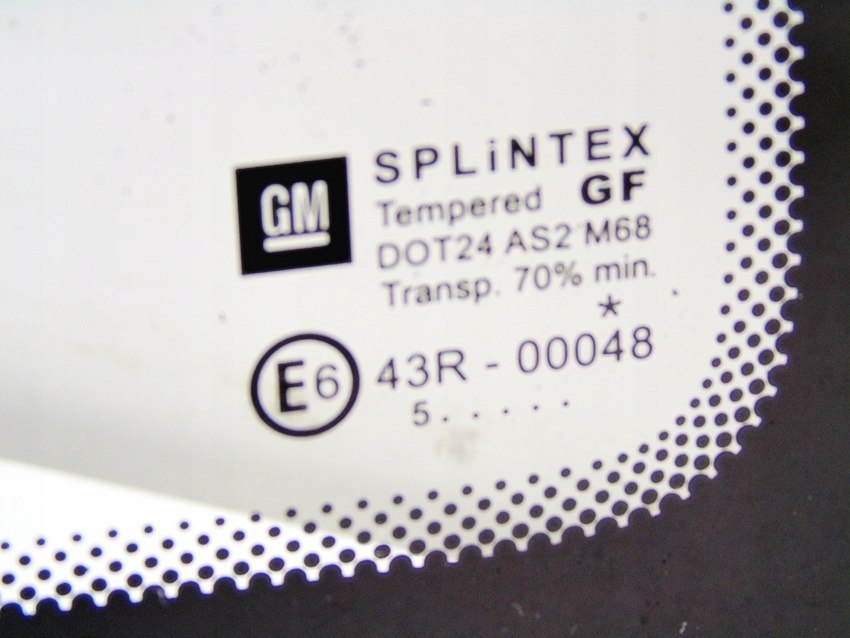 GM
SPLiNTEX
Tempered GF
DOT24 AS2 M68
Transp. 70% min.
*
E6 43R - 00048
5 . . . . .